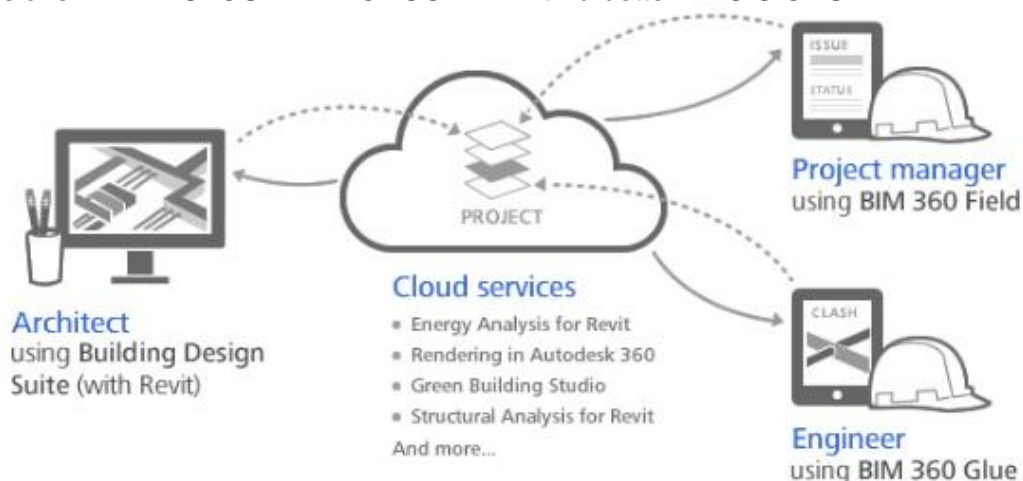 ISSUE
STATUS
Project manager
using BIM 360 Field
PROJECT
Cloud services
• Energy Analysis for Revit
• Rendering in Autodesk 360
• Green Building Studio
• Structural Analysis for Revit
And more...
Architect
using Building Design
Suite (with Revit)
CLASH
Engineer
using BIM 360 Glue